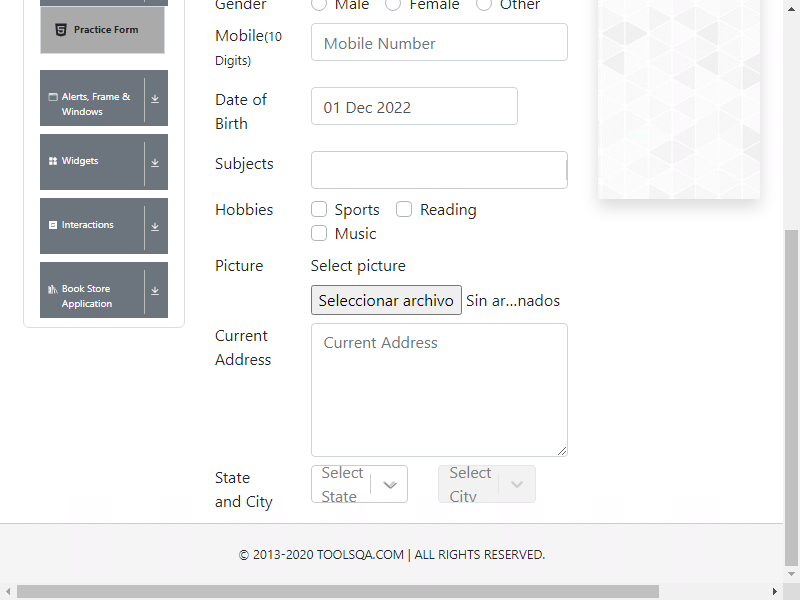 Practice Form
Alerts, Frame &
Windows
Widgets
Interactions
Book Store
Application
Gender
Male
Female
Other
Mobile(10
Digits)
Mobile Number
Date of
Birth
01 Dec 2022
Subjects
Hobbies
Sports
Reading
Music
Picture
Select picture
Seleccionar archivo
Sin ar...nados
Current
Address
Current Address
State
and City
Select
State
Select
City
© 2013-2020 TOOLSQA.COM | ALL RIGHTS RESERVED.